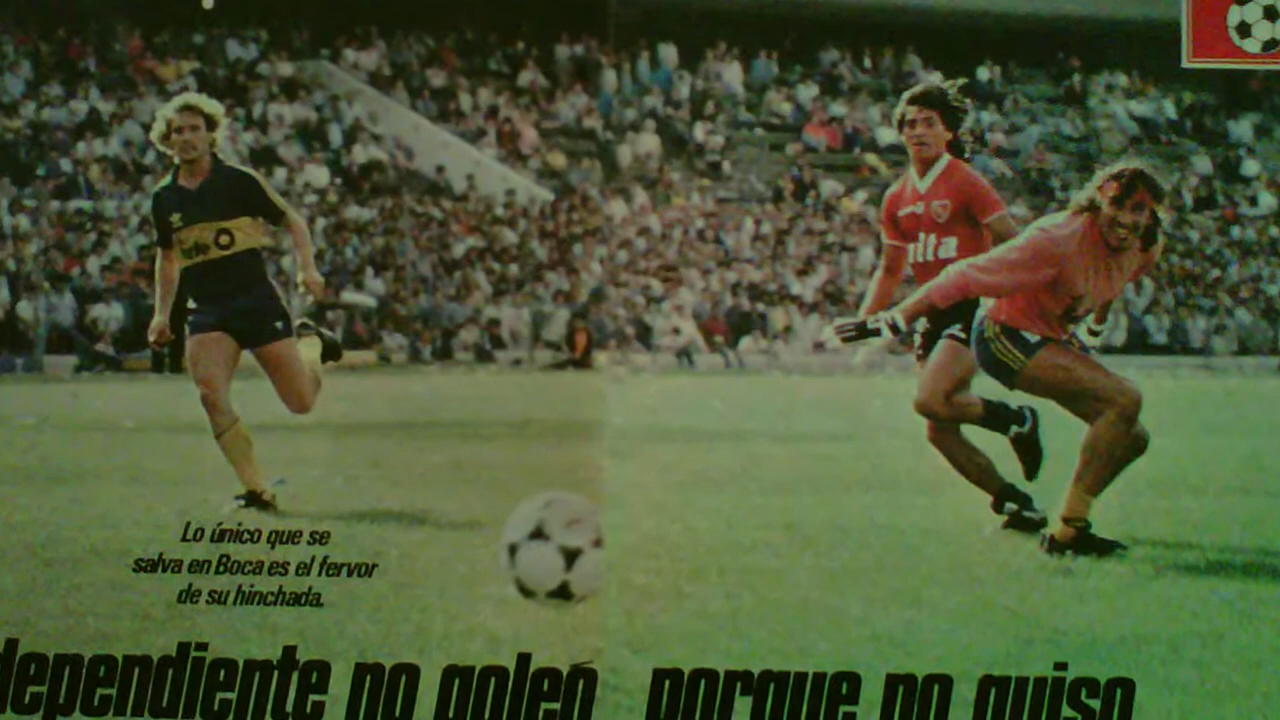 Lo único que se
salva en Boca es el fervor
de su hinchada.
dependiente no goleó porque no quiso